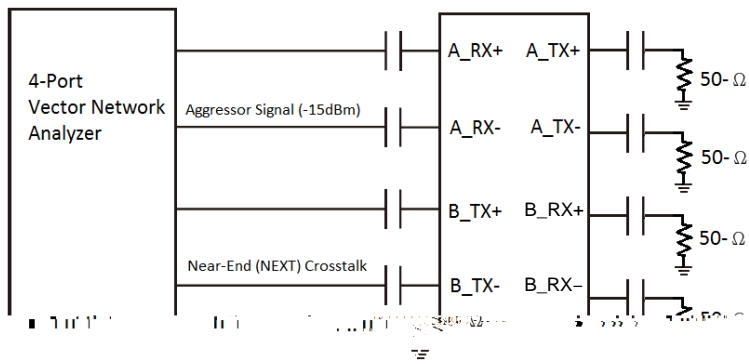 4-Port
Vector Network
Analyzer
Aggressor Signal (-15dBm)
Near-End (NEXT) Crosstalk
A_RX+ A_TX+
A_RX- A_TX-
B_TX+ B_RX+
B_TX- B_RX−
50-Ω
50-Ω
50-Ω